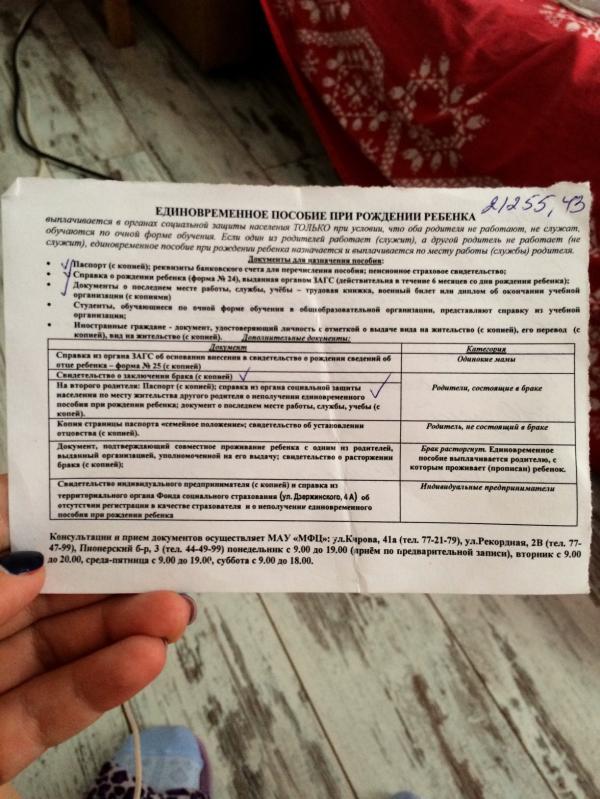 21255,43
ЕДИНОВРЕМЕННОЕ ПОСОБИЕ ПРИ РОЖДЕНИИ РЕБЕНКА
выплачивается в органах социальной защиты населения ТОЛЬКО при условии, что оба родителя не работают, не служат,
обучаются по очной форме обучения. Если один из родителей работает (служит), а другой родитель не работает (не
служит), единовременное пособие при рождении ребенка назначается и выплачивается по месту работы (службы) родителя.
Документы для назначения пособия:
• Паспорт (с копией); реквизиты банковского счета для перечисления пособия; пенсионное страховое свидетельство;
• Справка о рождении ребенка (форма № 24), выданная органом ЗАГС (действительна в течение 6 месяцев со дня рождения ребенка);
• Документы о последнем месте работы, службы, учёбы – трудовая книжка, военный билет или диплом об окончании учебной
организации (с копиями)
• Студенты, обучающиеся по очной форме обучения в общеобразовательной организации, представляют справку из учебной
организации;
• Иностранные граждане - документ, удостоверяющий личность с отметкой о выдаче вида на жительство (с копией), его перевод (с
копией), вид на жительство (с копией). Дополнительные документы:
Документ Категория
Справка из органа ЗАГС об основании внесения в свидетельство о рождении сведений об
отце ребенка – форма № 25 (с копией)
Одинокие мамы
Свидетельство о заключении брака (с копией)
На второго родителя: Паспорт (с копией); справка из органа социальной защиты
населения по месту жительства другого родителя о неполучении единовременного
пособия при рождении ребенка; документ о последнем месте работы, службы, учебы (с
копией).
Родители, состоящие в браке
Копия страницы паспорта «семейное положение»; свидетельство об установлении
отцовства (с копией).
Родитель, не состоящий в браке
Документ, подтверждающий совместное проживание ребенка с одним из родителей,
выданный организацией, уполномоченной на его выдачу; свидетельство о расторжении
брака (с копией);
Брак расторгнут. Единовременное
пособие выплачивается родителю, с
которым проживает (прописан) ребенок.
Свидетельство индивидуального предпринимателя (с копией) и справка из
территориального органа Фонда социального страхования (ул. Дзержинского, 4 А) об
отсутствии регистрации в качестве страхователя и о неполучении единовременного
пособия при рождении ребенка
Индивидуальные предприниматели
Консультации и прием документов осуществляет МАУ «МФЦ»: ул.Кирова, 41а (тел. 77-21-79), ул.Рекордная, 2В (тел. 77-
47-99), Пионерский б-р, 3 (тел. 44-49-99) понедельник с 9.00 до 19.00 (приём по предварительной записи), вторник с 9.00
до 20.00, среда-пятница с 9.00 до 19.00, суббота с 9.00 до 18.00.